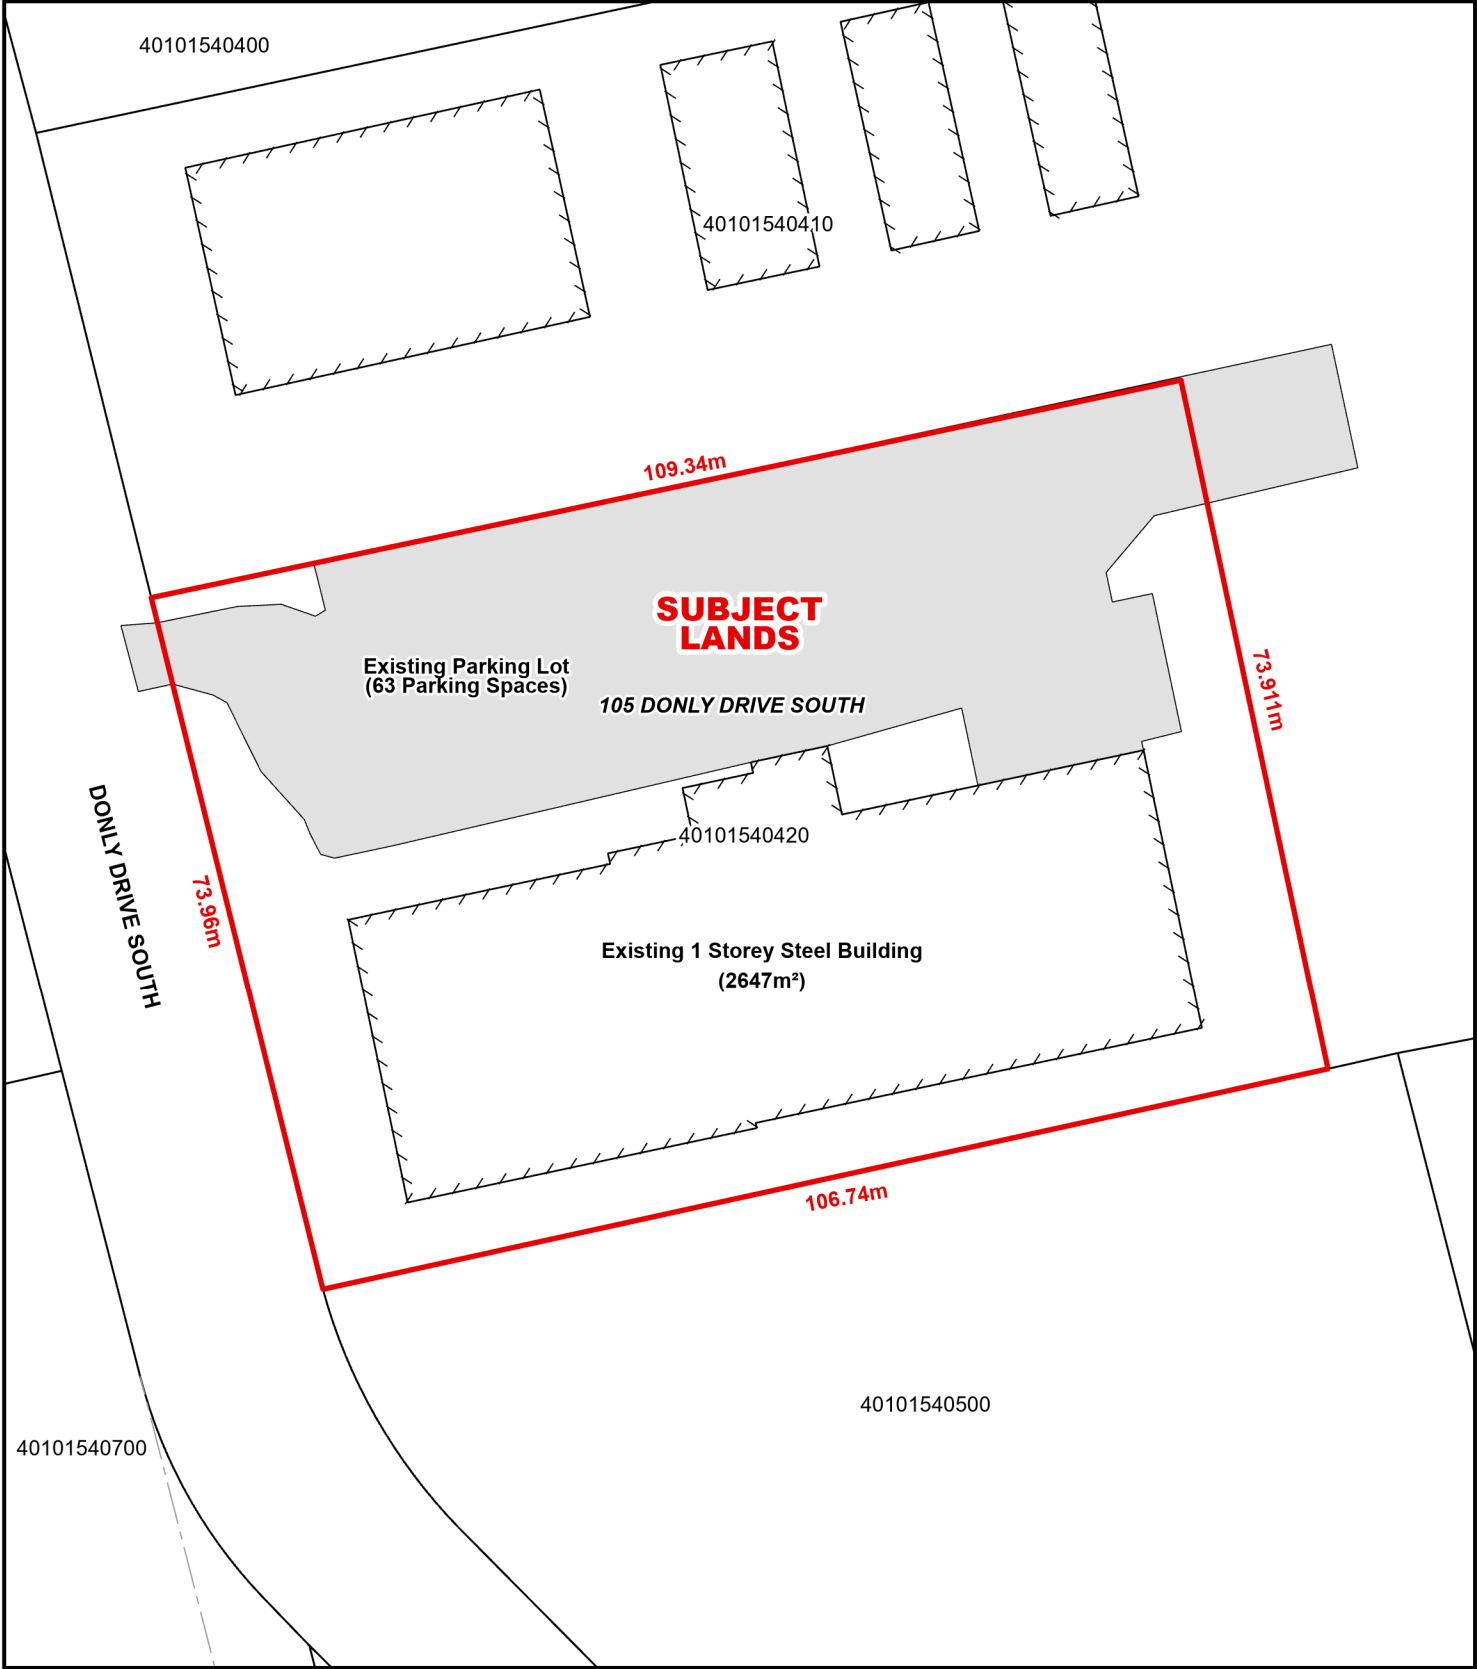 40101540400
40101540410
109.34m
SUBJECT
LANDS
Existing Parking Lot
(63 Parking Spaces)
105 DONLY DRIVE SOUTH
73.911m
DONLY DRIVE SOUTH
73.96m
40101540420
Existing 1 Storey Steel Building
(2647m²)
106.74m
40101540500
40101540700